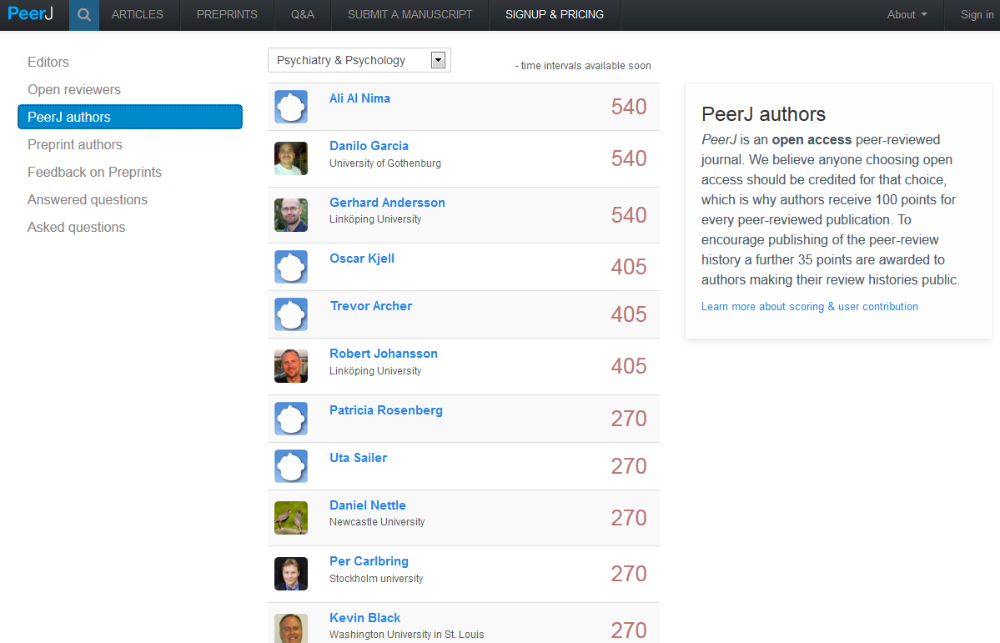 PeerJ ARTICLES PREPRINTS Q&A SUBMIT A MANUSCRIPT SIGNUP & PRICING About Sign in
Editors
Open reviewers
PeerJ authors
Preprint authors
Feedback on Preprints
Answered questions
Asked questions
Psychiatry & Psychology
- time intervals available soon
Ali Al Nima 540
Danilo Garcia 540
University of Gothenburg
Gerhard Andersson 540
Linköping University
Oscar Kjell 405
Trevor Archer 405
Robert Johansson 405
Linköping University
Patricia Rosenberg 270
Uta Sailer 270
Daniel Nettle 270
Newcastle University
Per Carlbring 270
Stockholm university
Kevin Black 270
Washington University in St. Louis
PeerJ authors
PeerJ is an open access peer-reviewed
journal. We believe anyone choosing open
access should be credited for that choice,
which is why authors receive 100 points for
every peer-reviewed publication. To
encourage publishing of the peer-review
history a further 35 points are awarded to
authors making their review histories public.
Learn more about scoring & user contribution